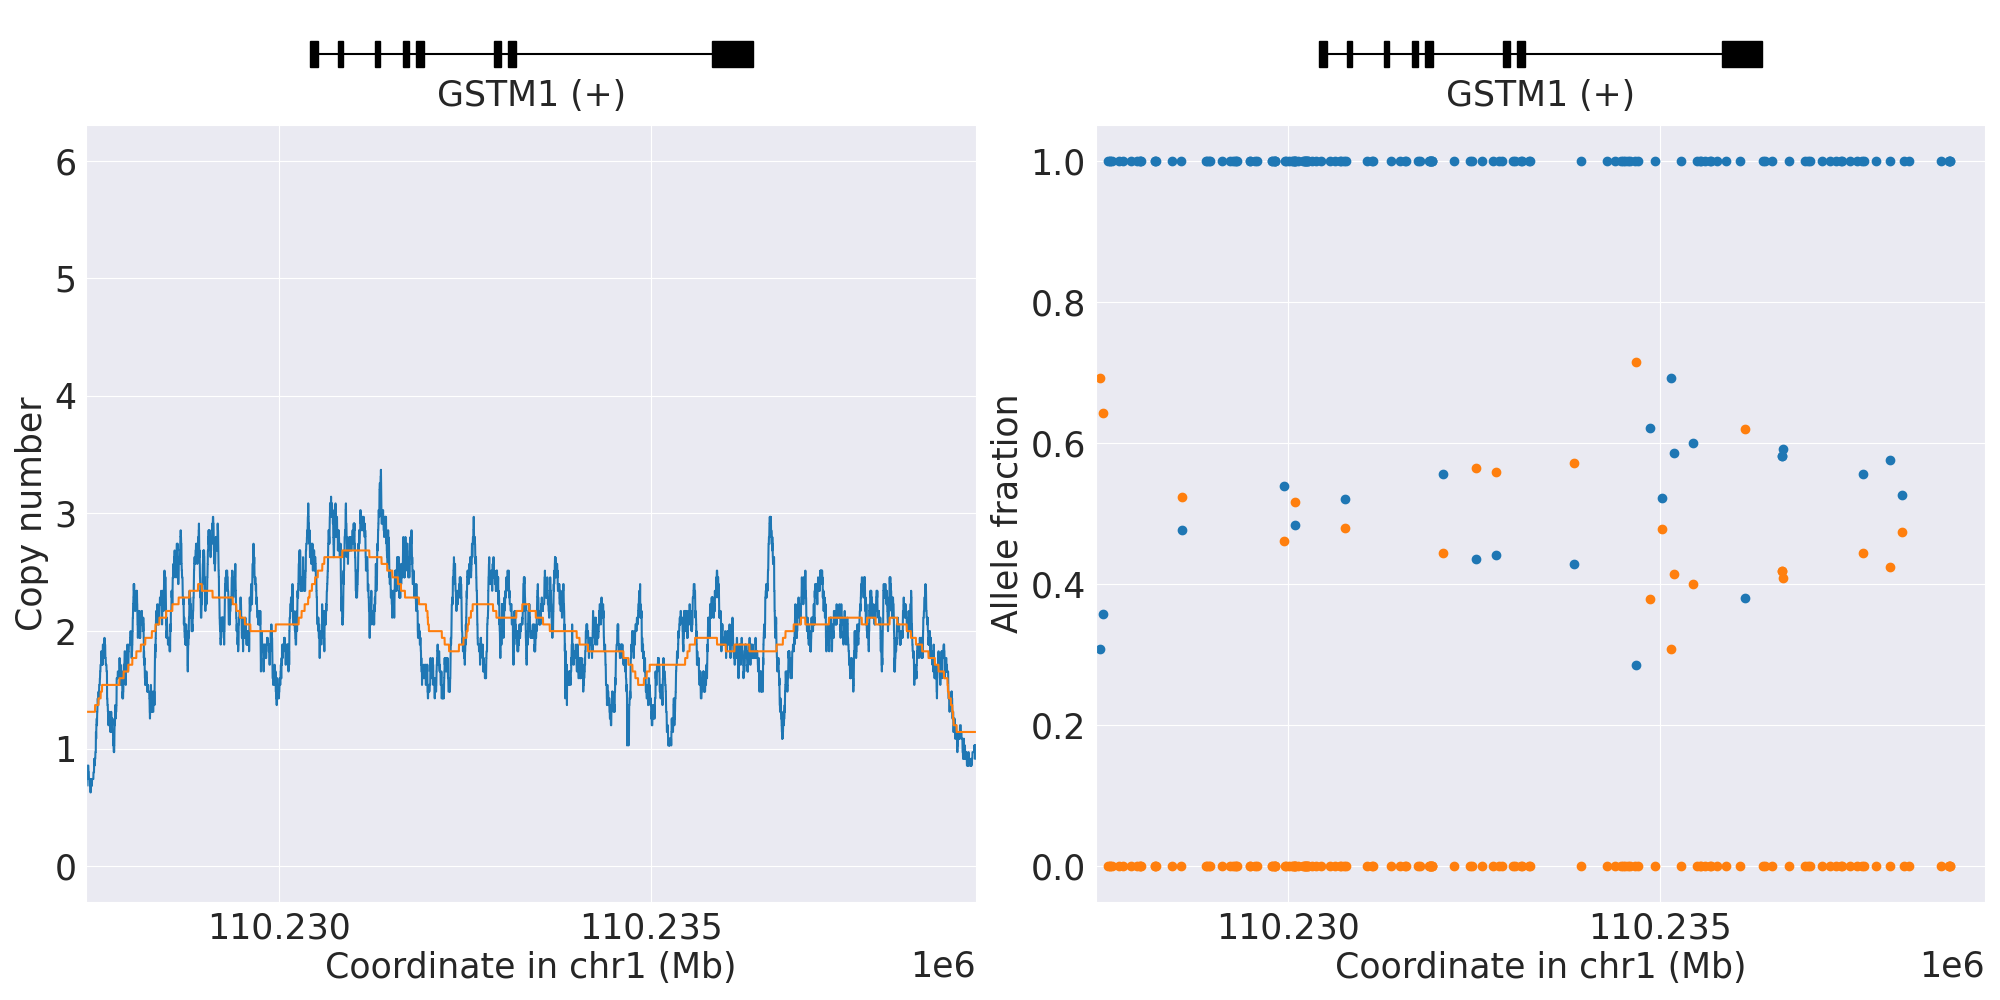 GSTM1 (+)
6
5
4
3
2
1
0
Copy number
110.230
110.235
Coordinate in chr1 (Mb)
1e6
GSTM1 (+)
1.0
0.8
0.6
0.4
0.2
0.0
Allele fraction
110.230
110.235
Coordinate in chr1 (Mb)
1e6